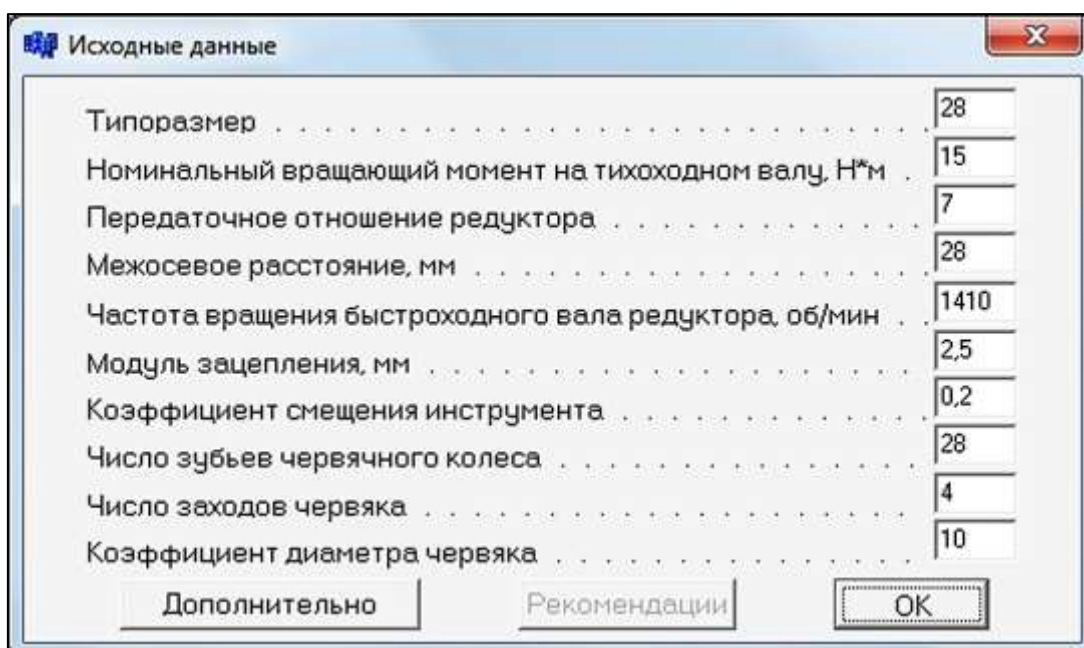 Исходные данные
Типоразмер . . . . . . . . . . . . . . . . . . . . . . . . 28
Номинальный вращающий момент на тихоходном валу, Н*м . 15
Передаточное отношение редуктора . . . . . . . . . . . . 7
Межосевое расстояние, мм . . . . . . . . . . . . . . . . . 28
Частота вращения быстроходного вала редуктора, об/мин . . 1410
Модуль зацепления, мм . . . . . . . . . . . . . . . . . . 2,5
Коэффициент смещения инструмента . . . . . . . . . . . . 0,2
Число зубьев червячного колеса . . . . . . . . . . . . . . 28
Число заходов червяка . . . . . . . . . . . . . . . . . . 4
Коэффициент диаметра червяка . . . . . . . . . . . . . . 10
Дополнительно Рекомендации OK